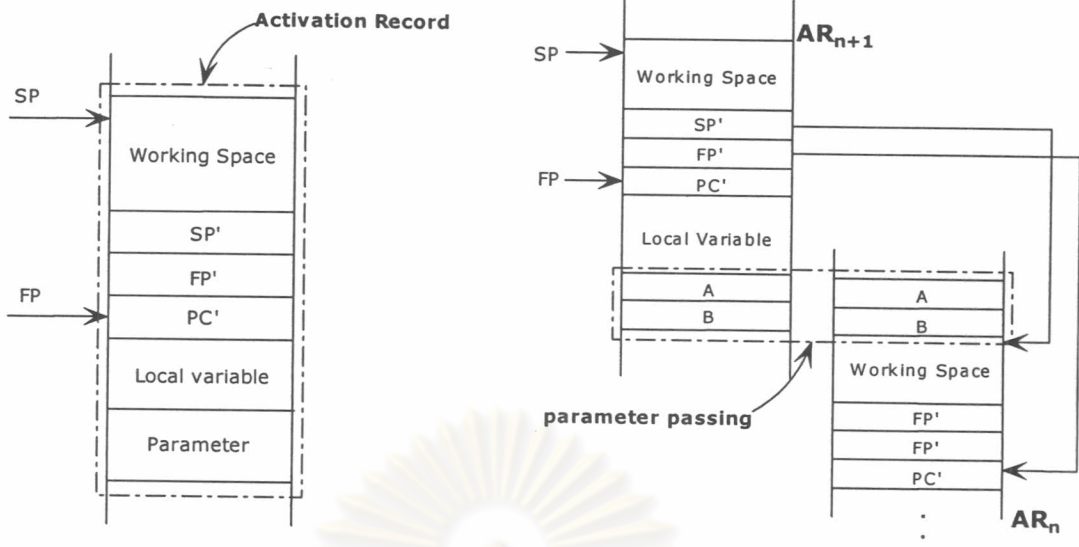 Activation Record
SP
Working Space
SP'
FP'
FP
PC'
Local variable
Parameter
AR n+1
SP
Working Space
SP'
FP'
FP
PC'
Local Variable
A
B
parameter passing
A
B
Working Space
FP'
FP'
PC'
AR n